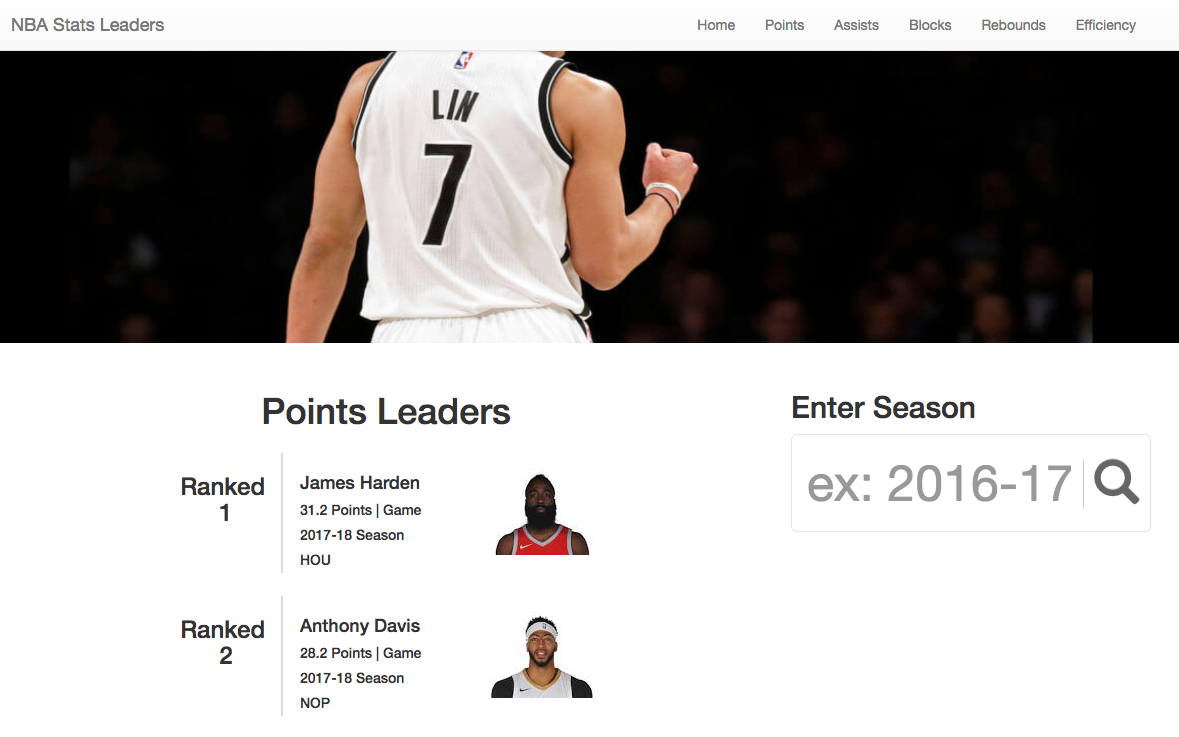 NBA Stats Leaders
Home Points Assists Blocks Rebounds Efficiency
LIN
7
Points Leaders
Ranked
1
James Harden
31.2 Points | Game
2017-18 Season
HOU
Ranked
2
Anthony Davis
28.2 Points | Game
2017-18 Season
NOP
Enter Season
ex: 2016-17